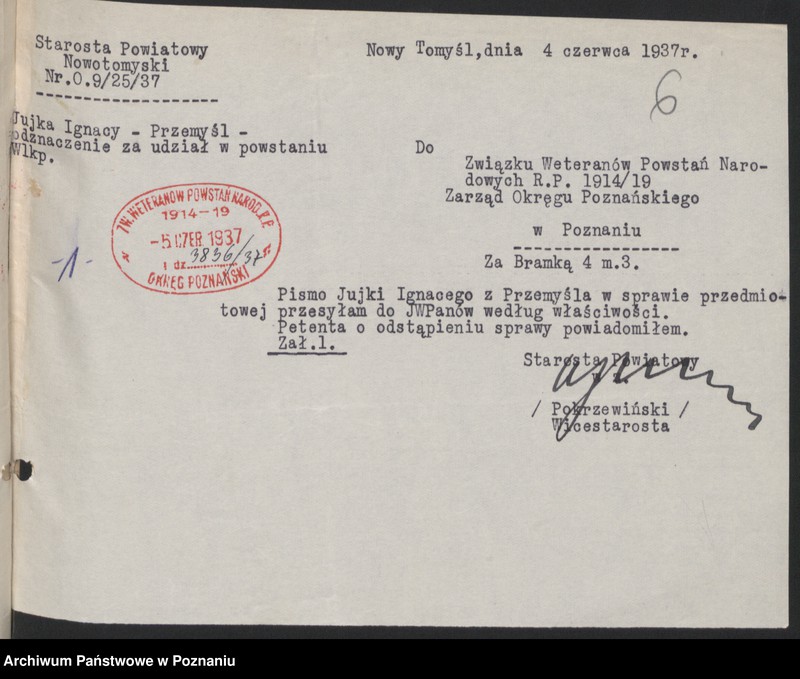 Starosta Powiatowy
Nowotomyski
Nr.O.9/25/37
Nowy Tomyśl,dnia 4 czerwca 1937r.
6
Jujka Ignacy - Przemyśl -
odznaczenie za udział w powstaniu
Wlkp.
Do
Związku Weteranów Powstań Naro-
dowych R.P. 1914/19
Zarząd Okręgu Poznańskiego
w Poznaniu
Za Bramką 4 m.3.
ZW. WETERANÓW POWSTAŃ NAROD. R.P.
1914-19
-5 CZER 1937
l dz. 3836/37
OKRĘG POZNAŃSKI
-1-
Pismo Jujki Ignacego z Przemyśla w sprawie przedmio-
towej przesyłam do JWPanów według właściwości.
Petenta o odstąpieniu sprawy powiadomiłem.
Zał.1.
Starosta Powiatowy
/ Pokrzewiński /
Wicestarosta
Archiwum Państwowe w Poznaniu